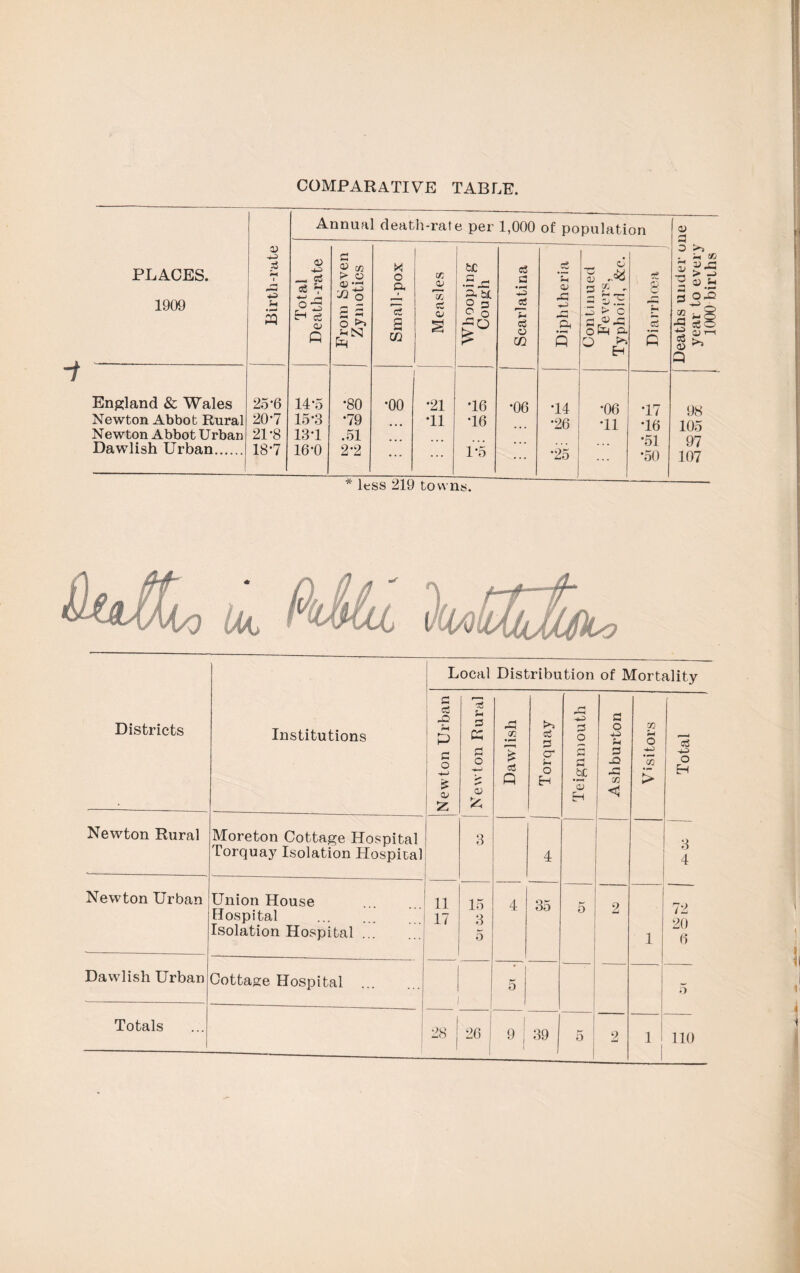 COMPARATIVE TABLE.
PLACES.
1909
Birth-rate
Annual death-rate per 1,000 of population
Total Death-rate
From Seven Zymotics
Small-pox
Measles
Whooping Cough
Scarlatina
Diphtheria
Continued Fevers, Typhoid, &c.
Diarrhœa
Deaths under one year to every 1000 births
England & Wales 25·6 14·5 ·80 ·00 ·21 ·16 ·06 ·14 ·06 ·17 98
Newton Abbot Rural 20·7 15·3 ·79 ... ·11 ·16 ... ·26 ·11 ·16 105
Newton Abbot Urban 21·8 13·1 .51 ... ... ... ... ... ... ·51 97
Dawlish Urban...... 18·7 16·0 2·2 ... ... 1·5 ... ·25 ... ·50 107
* less 219 towns.
Deaths in Public Institutions
Districts
Institutions
Local Distribution of Mortality
Newton Urban
Newton Rural
Dawlish
Torquay
Teignmouth
Ashburton
Visitors
Total
Newton Rural Moreton Cottage Hospital 3 3
Torquay Isolation Hospital 4 4
Newton Urban Union House ... ... 11 15 4 35 5 2 72
Hospital ... ... ... 17 3 20
Isolation Hospital ... ... 5 1 6
Dawlish Urban Cottage Hospital ... ... 5 5
Totals ... 28 26 9 39 5 2 1 110